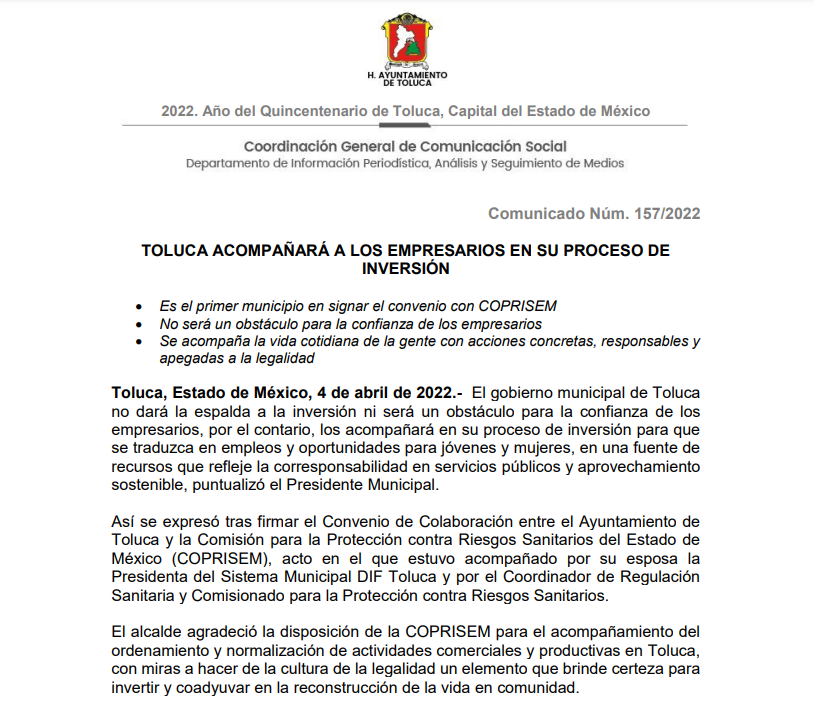 H. AYUNTAMIENTO
DE TOLUCA
2022. Año del Quincentenario de Toluca, Capital del Estado de México
Coordinación General de Comunicación Social
Departamento de Información Periodística, Análisis y Seguimiento de Medios
Comunicado Núm. 157/2022
TOLUCA ACOMPAÑARÁ A LOS EMPRESARIOS EN SU PROCESO DE
INVERSIÓN
• Es el primer municipio en signar el convenio con COPRISEM
• No será un obstáculo para la confianza de los empresarios
• Se acompaña la vida cotidiana de la gente con acciones concretas, responsables y
apegadas a la legalidad
Toluca, Estado de México, 4 de abril de 2022.- El gobierno municipal de Toluca
no dará la espalda a la inversión ni será un obstáculo para la confianza de los
empresarios, por el contario, los acompañará en su proceso de inversión para que
se traduzca en empleos y oportunidades para jóvenes y mujeres, en una fuente de
recursos que refleje la corresponsabilidad en servicios públicos y aprovechamiento
sostenible, puntualizó el Presidente Municipal.
Así se expresó tras firmar el Convenio de Colaboración entre el Ayuntamiento de
Toluca y la Comisión para la Protección contra Riesgos Sanitarios del Estado de
México (COPRISEM), acto en el que estuvo acompañado por su esposa la
Presidenta del Sistema Municipal DIF Toluca y por el Coordinador de Regulación
Sanitaria y Comisionado para la Protección contra Riesgos Sanitarios.
El alcalde agradeció la disposición de la COPRISEM para el acompañamiento del
ordenamiento y normalización de actividades comerciales y productivas en Toluca,
con miras a hacer de la cultura de la legalidad un elemento que brinde certeza para
invertir y coadyuvar en la reconstrucción de la vida en comunidad.